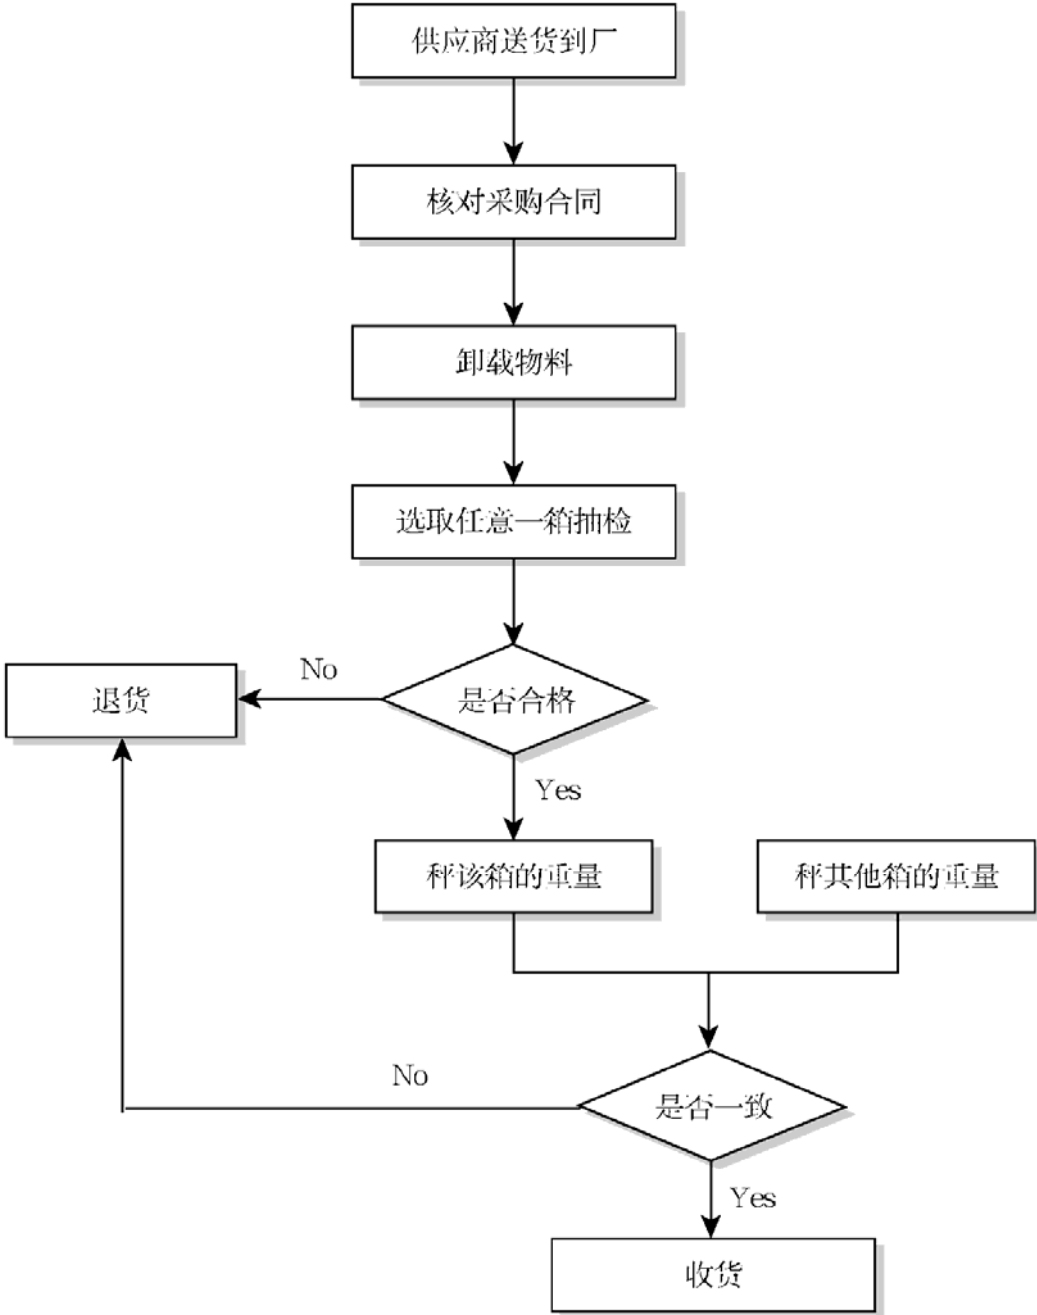 供应商送货到厂
核对采购合同
卸载物料
选取任意一箱抽检
No
退货
是否合格
Yes
秤该箱的重量
秤其他箱的重量
No
是否一致
Yes
收货